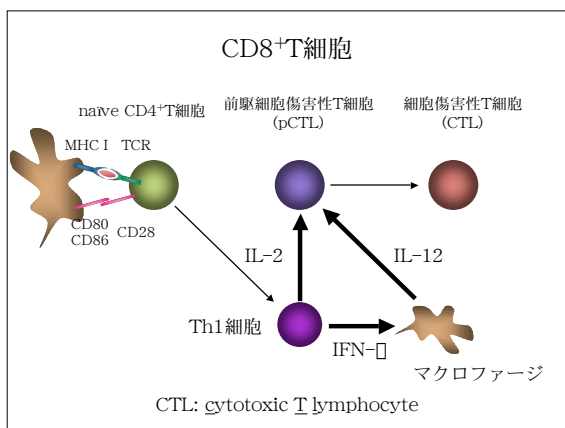 CD8⁺T細胞
naïve CD4⁺T細胞
前駆細胞傷害性T細胞
(pCTL)
細胞傷害性T細胞
(CTL)
MHC I TCR
CD80
CD86
CD28
IL-2
IL-12
Th1細胞
IFN-□
マクロファージ
CTL: cytotoxic T lymphocyte